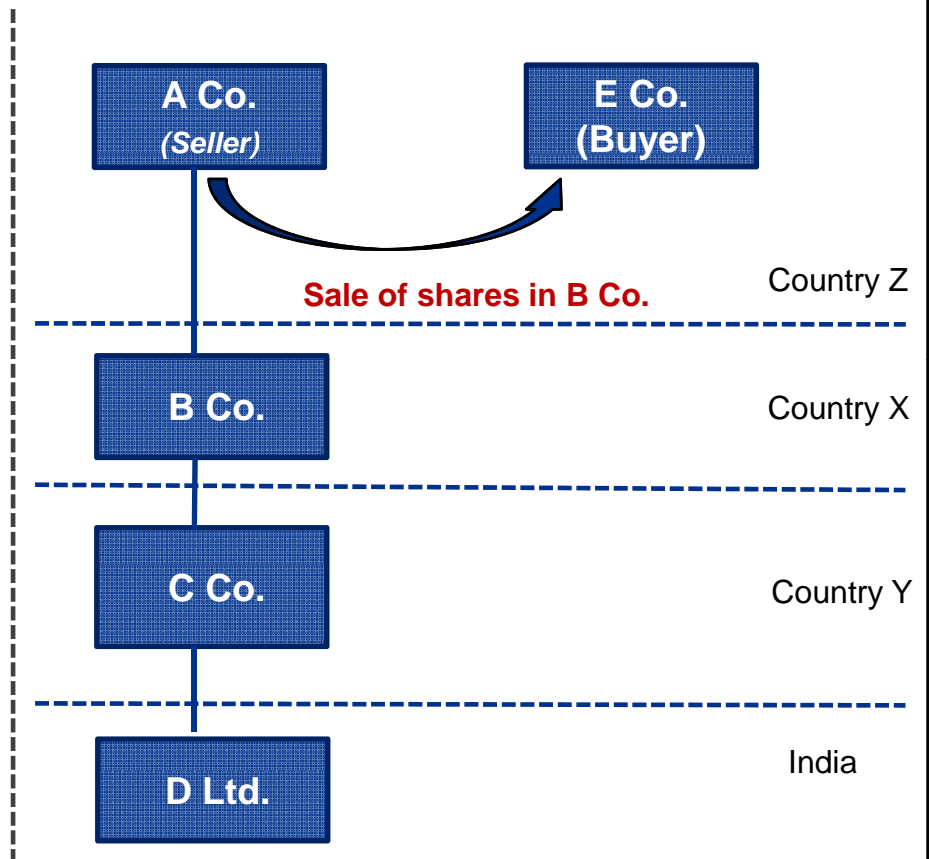 A Co.
(Seller)
E Co.
(Buyer)
Sale of shares in B Co.
Country Z
B Co.
Country X
C Co.
Country Y
D Ltd.
India